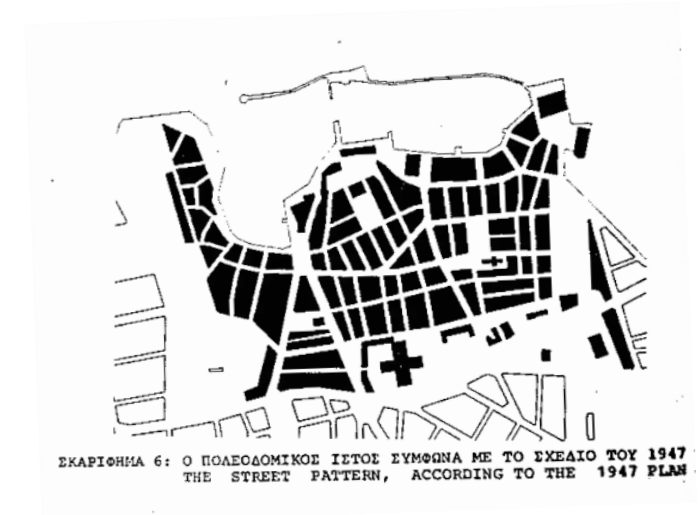 ΣΚΑΡΙΦΗΜΑ 6: Ο ΠΟΛΕΟΔΟΜΙΚΟΣ ΙΣΤΟΣ ΣΥΜΦΩΝΑ ΜΕ ΤΟ ΣΧΕΔΙΟ ΤΟΥ 1947
THE STREET PATTERN, ACCORDING TO THE 1947 PLAN